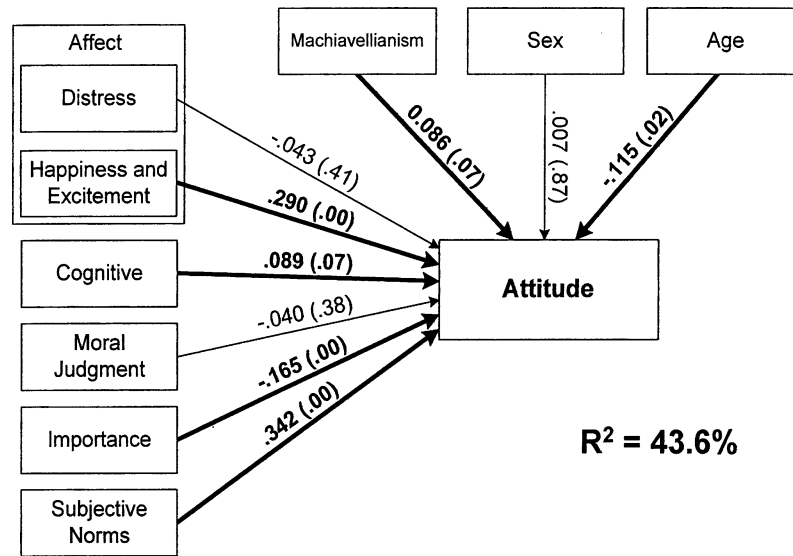 Affect
Distress
Happiness and
Excitement
Cognitive
Moral
Judgment
Importance
Subjective
Norms
Machiavellianism
Sex
Age
-.043 (.41)
.290 (.00)
.089 (.07)
-.040 (.38)
-.165 (.00)
.342 (.00)
0.086 (.07)
.007 (.87)
-.115 (.02)
Attitude
R² = 43.6%